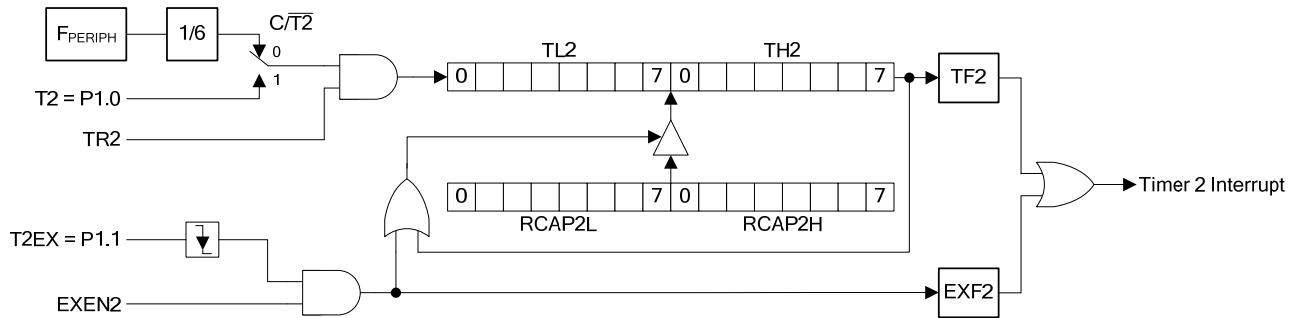 FPERIPH
1/6
C/T2
0
1
T2 = P1.0
TR2
TL2
TH2
0 7 0 7
TF2
0 7 0 7
RCAP2L
RCAP2H
Timer 2 Interrupt
T2EX = P1.1
EXEN2
EXF2